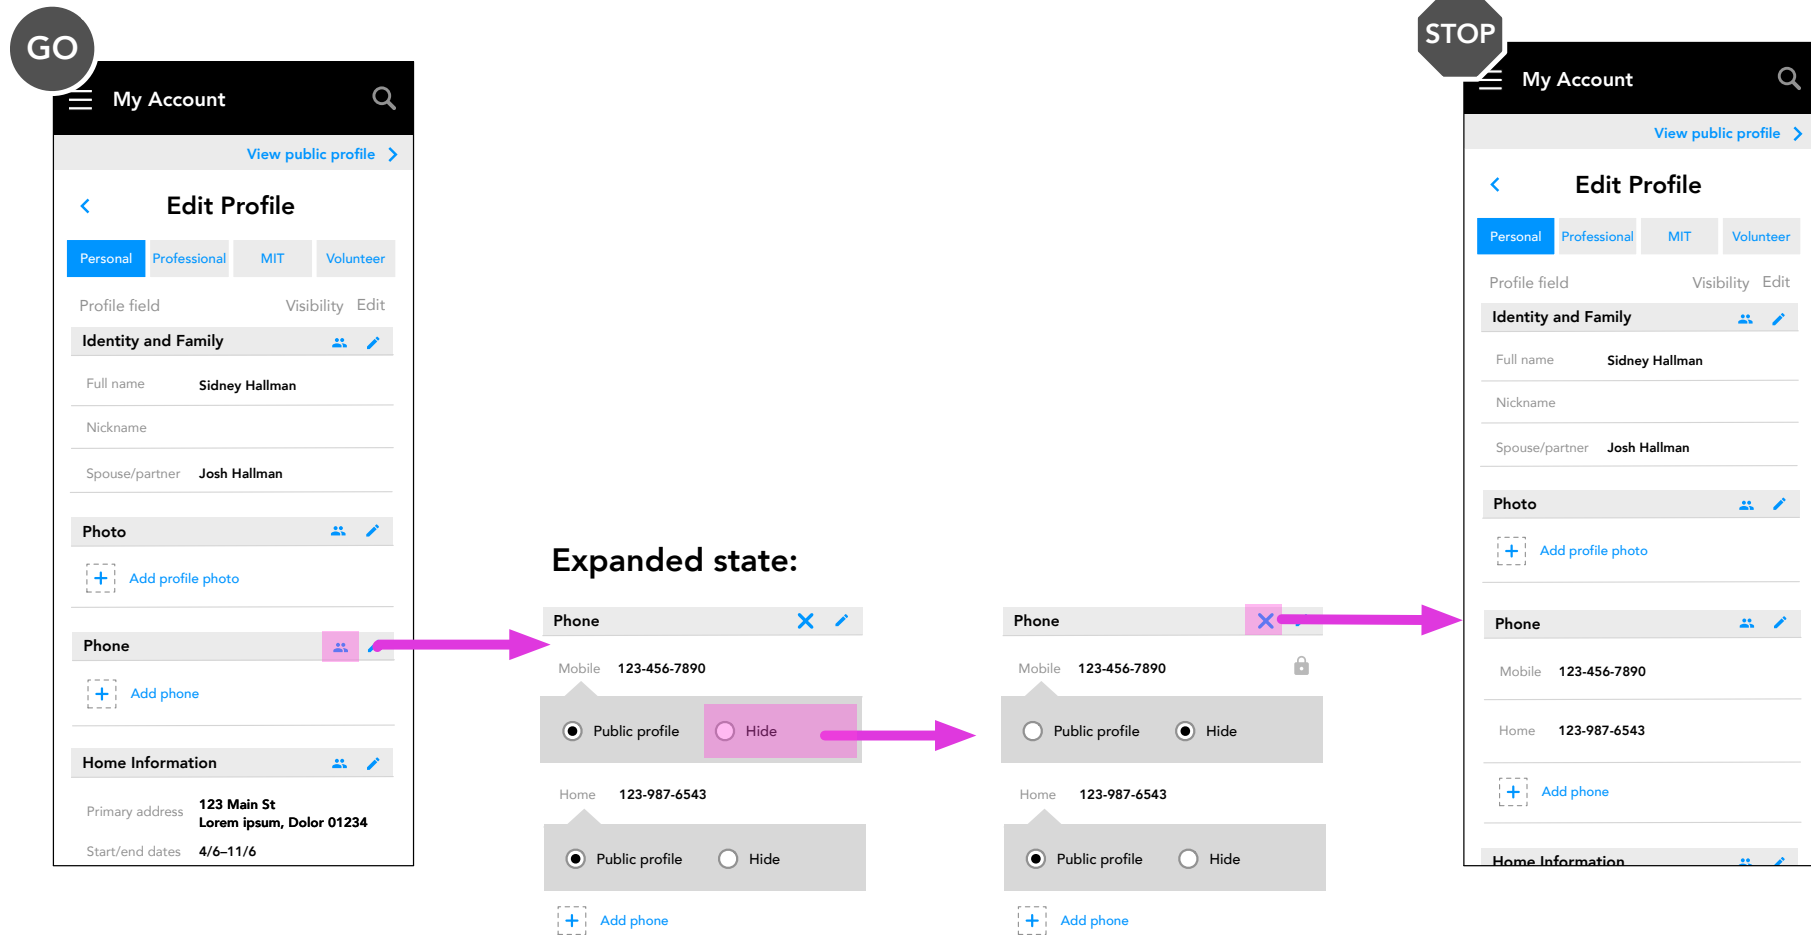 GO
My Account
View public profile
Edit Profile
Personal Professional MIT Volunteer
Profile field Visibility Edit
Identity and Family
Full name Sidney Hallman
Nickname
Spouse/partner Josh Hallman
Photo
Add profile photo
Phone
Add phone
Home Information
Primary address 123 Main St
Lorem ipsum, Dolor 01234
Start/end dates 4/6–11/6
Expanded state:
Phone
Mobile 123-456-7890
Public profile Hide
Home 123-987-6543
Public profile Hide
Add phone
Phone
Mobile 123-456-7890
Public profile Hide
Home 123-987-6543
Public profile Hide
Add phone
STOP
My Account
View public profile
Edit Profile
Personal Professional MIT Volunteer
Profile field Visibility Edit
Identity and Family
Full name Sidney Hallman
Nickname
Spouse/partner Josh Hallman
Photo
Add profile photo
Phone
Mobile 123-456-7890
Home 123-987-6543
Add phone
Home Information